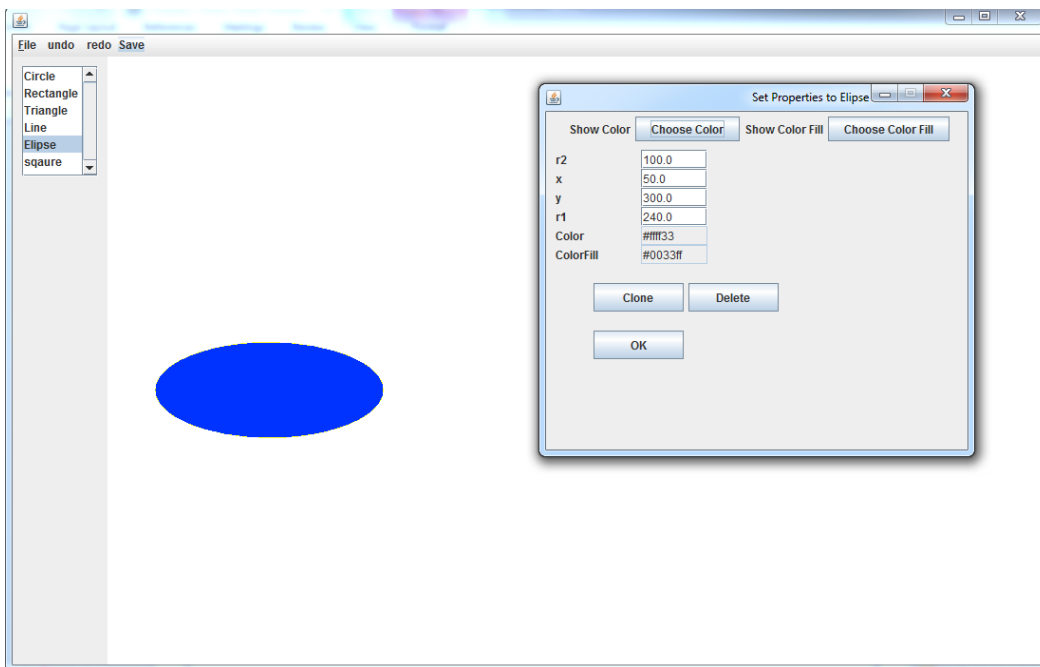 File undo redo Save
Circle
Rectangle
Triangle
Line
Elipse
sqaure
Set Properties to Elipse
Show Color Choose Color Show Color Fill Choose Color Fill
r2 100.0
x 50.0
y 300.0
r1 240.0
Color #ffff33
ColorFill #0033ff
Clone Delete
OK